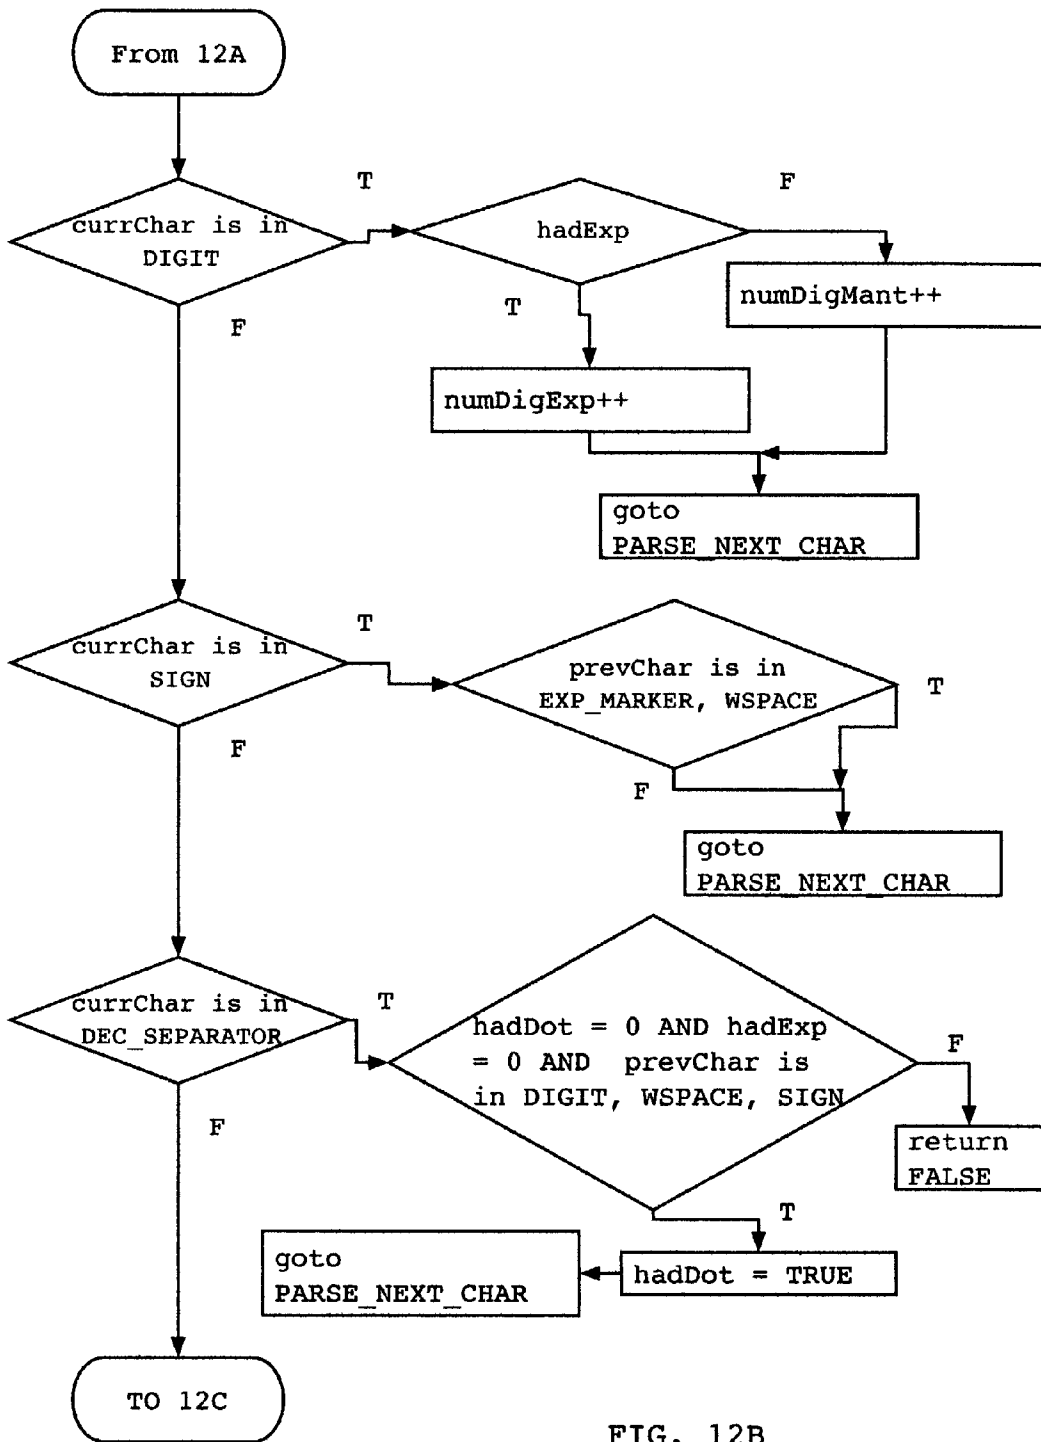 From 12A
T
F
currChar is in
DIGIT
hadExp
numDigMant++
F
T
numDigExp++
goto
PARSE_NEXT_CHAR
T
currChar is in
SIGN
prevChar is in
EXP_MARKER, WSPACE
T
F
F
goto
PARSE_NEXT_CHAR
currChar is in
DEC_SEPARATOR
T
hadDot = 0 AND hadExp
= 0 AND prevChar is
in DIGIT, WSPACE, SIGN
F
F
return
FALSE
T
goto
PARSE_NEXT_CHAR
hadDot = TRUE
TO 12C
FIG. 12B